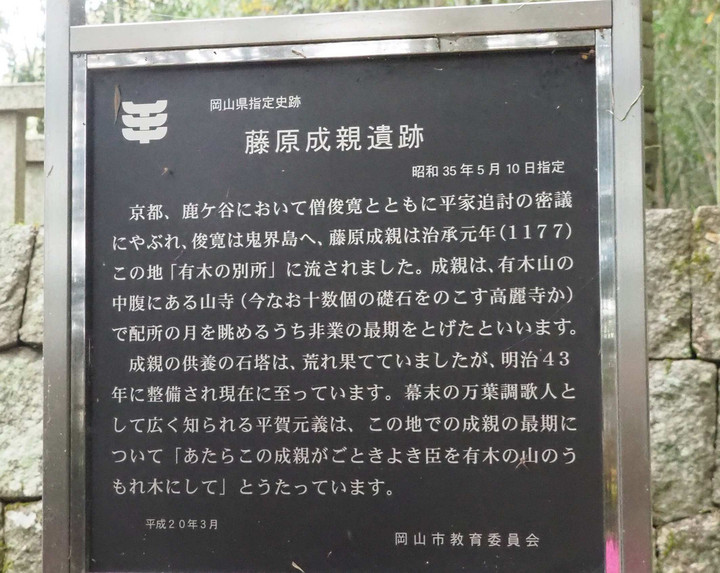 岡山県指定史跡
藤原成親遺跡
昭和35年5月10日指定
京都、鹿ケ谷において僧俊寛とともに平家追討の密議
にやぶれ、俊寛は鬼界島へ、藤原成親は治承元年(1177)
この地「有木の別所」に流されました。成親は、有木山の
中腹にある山寺(今なお十数個の礎石をのこす高麗寺か)
で配所の月を眺めるうち非業の最期をとげたといいます。
成親の供養の石塔は、荒れ果てていましたが、明治43
年に整備され現在に至っています。幕末の万葉調歌人と
して広く知られる平賀元義は、この地での成親の最期に
ついて「あたらこの成親がごときよき臣を有木の山のう
もれ木にして」とうたっています。
平成20年3月
岡山市教育委員会